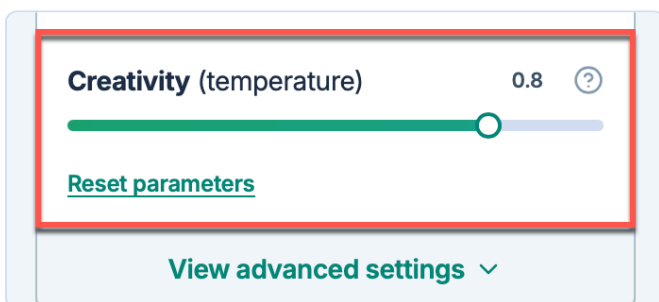 Creativity (temperature) 0.8 ?
Reset parameters
View advanced settings